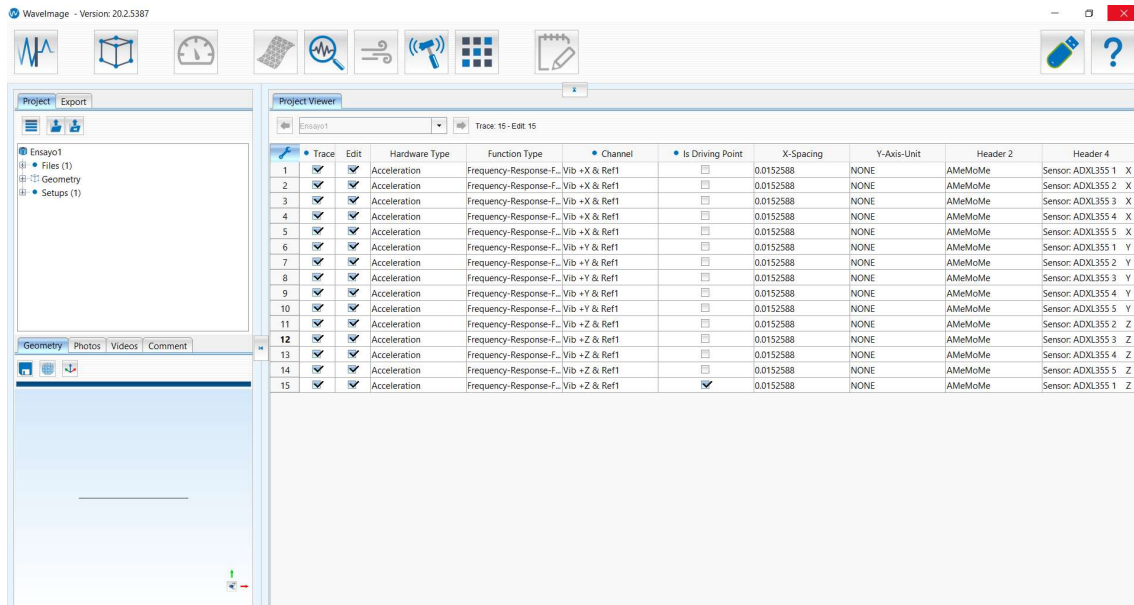 WaveImage - Version: 20.2.5387
Project Export
Ensayo1
Files (1)
Geometry
Setups (1)
Geometry Photos Videos Comment
Project Viewer
Ensayo1 Trace: 15 - Edit: 15
Trace Edit Hardware Type Function Type Channel Is Driving Point X-Spacing Y-Axis-Unit Header 2 Header 4
1 Acceleration Frequency-Response-F... Vib +X & Ref1 0.0152588 NONE AMeMoMe Sensor: ADXL355 1 X
2 Acceleration Frequency-Response-F... Vib +X & Ref1 0.0152588 NONE AMeMoMe Sensor: ADXL355 2 X
3 Acceleration Frequency-Response-F... Vib +X & Ref1 0.0152588 NONE AMeMoMe Sensor: ADXL355 3 X
4 Acceleration Frequency-Response-F... Vib +X & Ref1 0.0152588 NONE AMeMoMe Sensor: ADXL355 4 X
5 Acceleration Frequency-Response-F... Vib +X & Ref1 0.0152588 NONE AMeMoMe Sensor: ADXL355 5 X
6 Acceleration Frequency-Response-F... Vib +Y & Ref1 0.0152588 NONE AMeMoMe Sensor: ADXL355 1 Y
7 Acceleration Frequency-Response-F... Vib +Y & Ref1 0.0152588 NONE AMeMoMe Sensor: ADXL355 2 Y
8 Acceleration Frequency-Response-F... Vib +Y & Ref1 0.0152588 NONE AMeMoMe Sensor: ADXL355 3 Y
9 Acceleration Frequency-Response-F... Vib +Y & Ref1 0.0152588 NONE AMeMoMe Sensor: ADXL355 4 Y
10 Acceleration Frequency-Response-F... Vib +Y & Ref1 0.0152588 NONE AMeMoMe Sensor: ADXL355 5 Y
11 Acceleration Frequency-Response-F... Vib +Z & Ref1 0.0152588 NONE AMeMoMe Sensor: ADXL355 2 Z
12 Acceleration Frequency-Response-F... Vib +Z & Ref1 0.0152588 NONE AMeMoMe Sensor: ADXL355 3 Z
13 Acceleration Frequency-Response-F... Vib +Z & Ref1 0.0152588 NONE AMeMoMe Sensor: ADXL355 4 Z
14 Acceleration Frequency-Response-F... Vib +Z & Ref1 0.0152588 NONE AMeMoMe Sensor: ADXL355 5 Z
15 Acceleration Frequency-Response-F... Vib +Z & Ref1 0.0152588 NONE AMeMoMe Sensor: ADXL355 1 Z